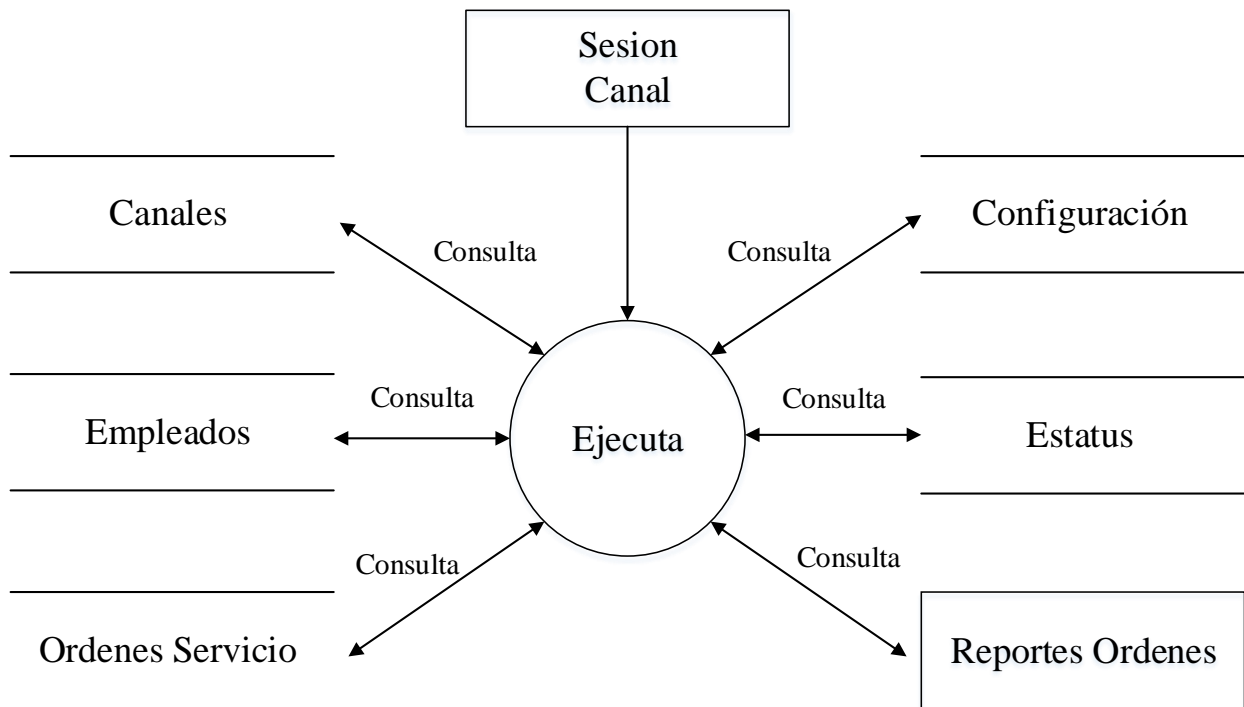 Sesion
Canal
Canales
Configuración
Consulta
Consulta
Consulta
Consulta
Empleados
Ejecuta
Estatus
Consulta
Consulta
Ordenes Servicio
Reportes Ordenes